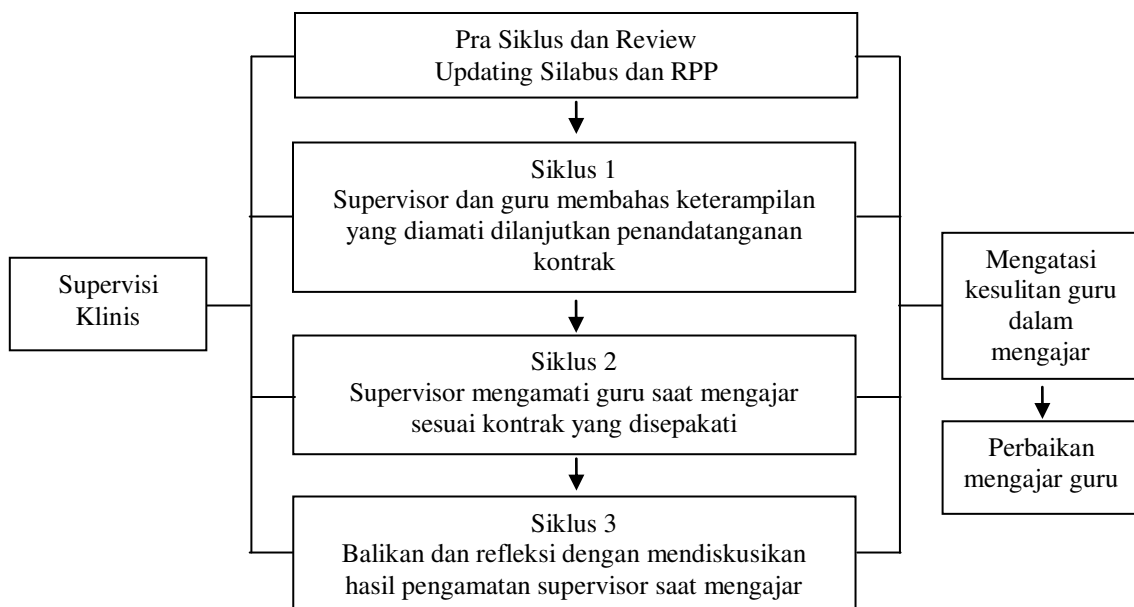 Pra Siklus dan Review
Updating Silabus dan RPP
Siklus 1
Supervisor dan guru membahas keterampilan
yang diamati dilanjutkan penandatanganan
kontrak
Supervisi
Klinis
Siklus 2
Supervisor mengamati guru saat mengajar
sesuai kontrak yang disepakati
Siklus 3
Balikan dan refleksi dengan mendiskusikan
hasil pengamatan supervisor saat mengajar
Mengatasi
kesulitan guru
dalam
mengajar
Perbaikan
mengajar guru